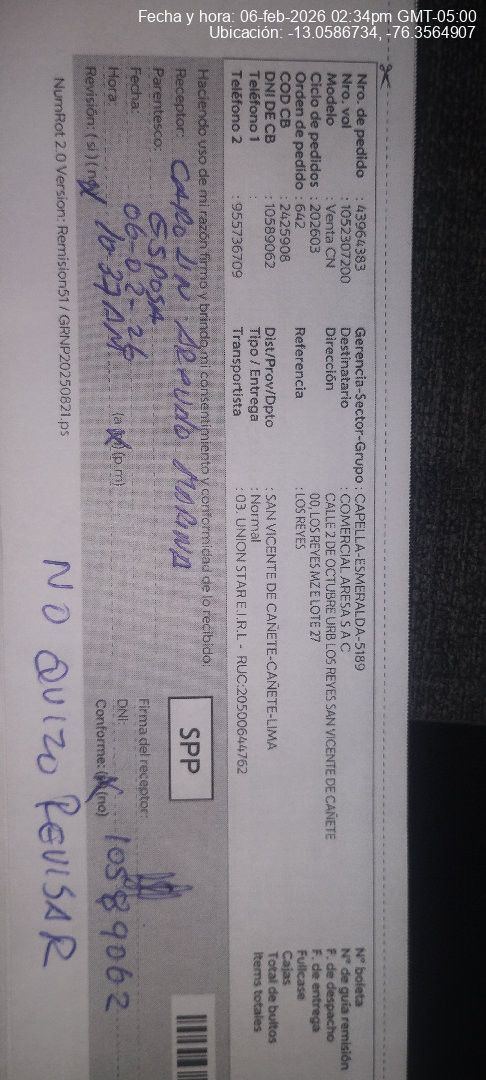 Fecha y hora: 06-feb-2026 02:34pm GMT-05:00
Ubicación: -13.0586734, -76.3564907
Nro. de pedido : 43964383
Nro. vol : 1052307200
Modelo : Venta CN
Ciclo de pedidos : 202603
Orden de pedido : 642
COD CB : 2425908
DNI DE CB : 10589062
Teléfono 1 :
Teléfono 2 : 955736709
Gerencia-Sector-Grupo : CAPELLA-ESMERALDA-5189
Destinatario : COMERCIAL ARESA S A C
Dirección : CALLE 2 DE OCTUBRE URB LOS REYES SAN VICENTE DE CAÑETE
00, LOS REYES MZ E LOTE 27
Referencia : LOS REYES
Dist/Prov/Dpto : SAN VICENTE DE CAÑETE-CAÑETE-LIMA
Tipo / Entrega : Normal
Transportista : 03. UNION STAR E.I.R.L - RUC:20500644762
N° boleta
N° de guía remisión
F. de despacho
F. de entrega
Fullcase
Cajas
Total de bultos
Items totales
Haciendo uso de mi razón firmo y brindo mi consentimiento y conformidad de lo recibido:
Receptor:
Parentesco: ESPOSA
Fecha: 06-02-26
Hora: 10:37AM (a.m) (p.m)
Revisión: (si) (no)
SPP
Firma del receptor:
DNI: 10589062
Conforme: (si) (no)
NumRot 2.0 Version: Remision51 / GRNP20250821.ps
NO QUIZO REVISAR